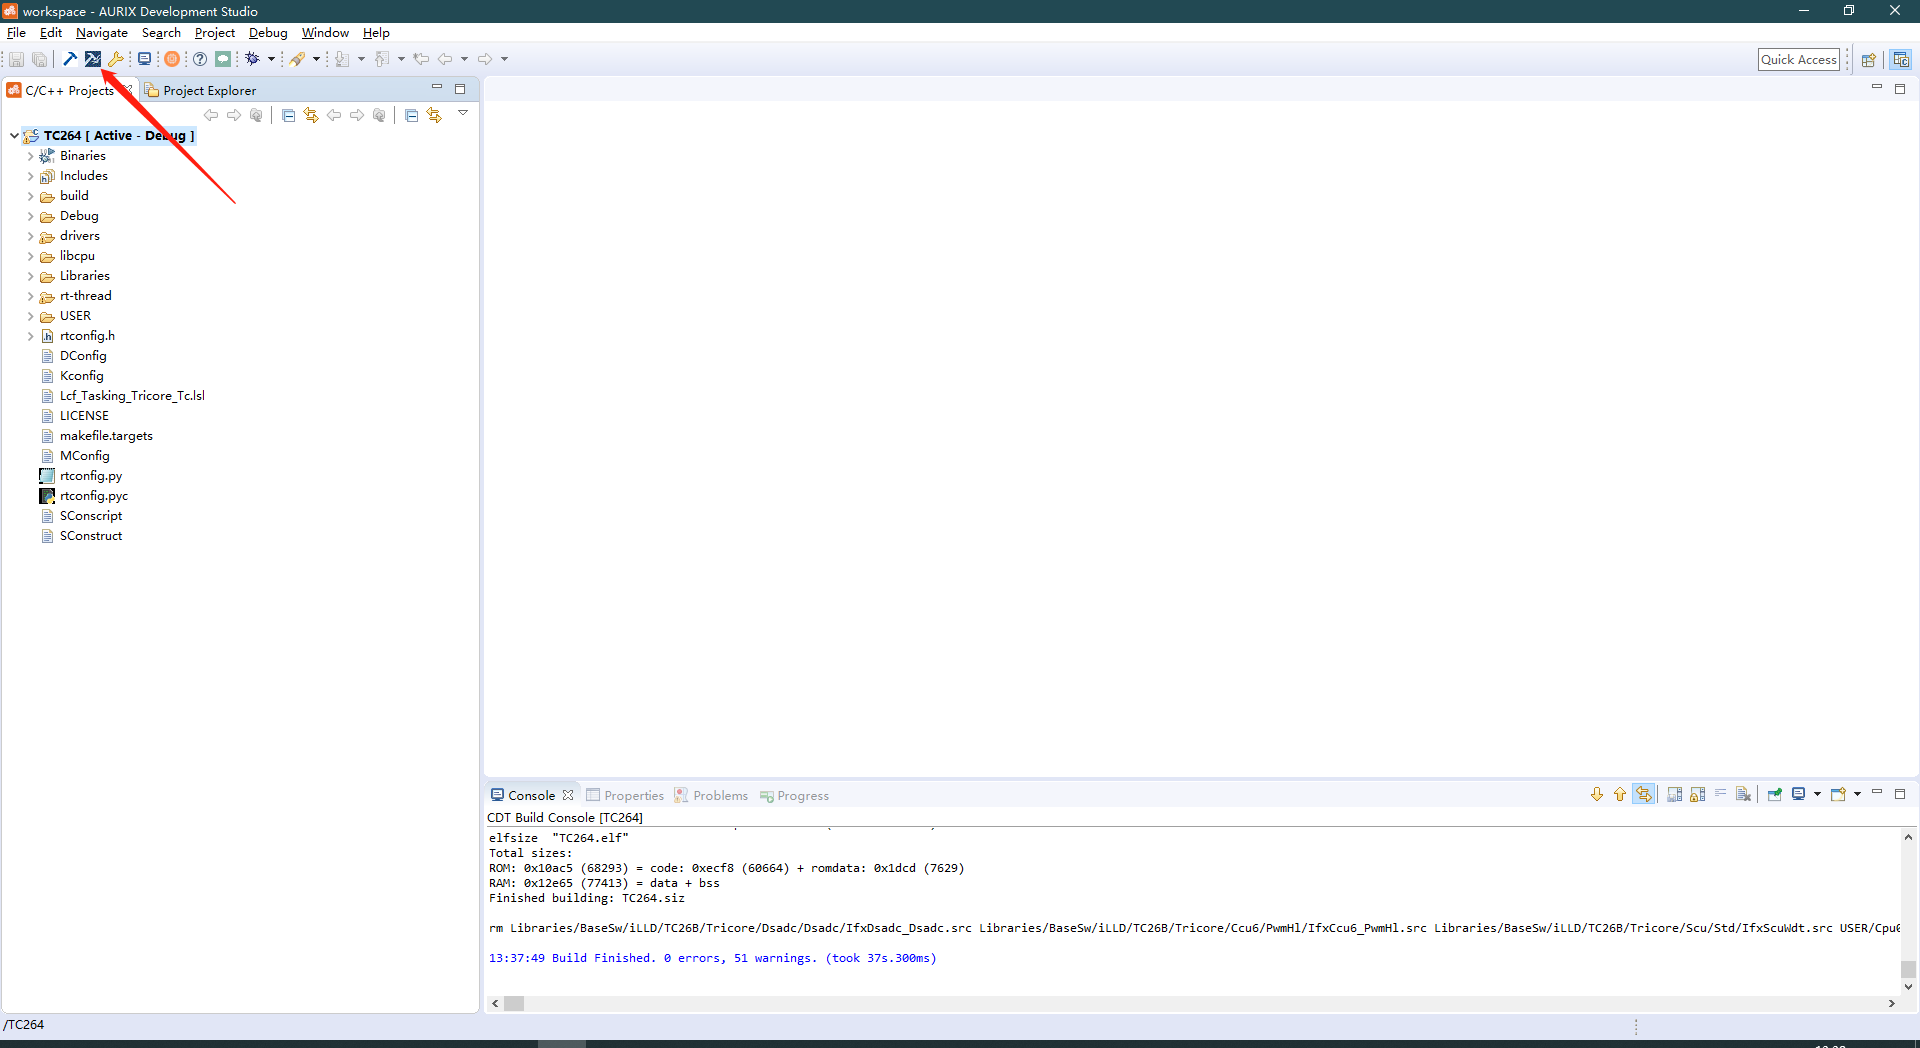 workspace - AURIX Development Studio
File Edit Navigate Search Project Debug Window Help
Quick Access
C/C++ Projects Project Explorer
TC264 [ Active - Debug ]
Binaries
Includes
build
Debug
drivers
libcpu
Libraries
rt-thread
USER
rtconfig.h
DConfig
Kconfig
Lcf_Tasking_Tricore_Tc.lsl
LICENSE
makefile.targets
MConfig
rtconfig.py
rtconfig.pyc
SConscript
SConstruct
Console Properties Problems Progress
CDT Build Console [TC264]
elfsize "TC264.elf"
Total sizes:
ROM: 0x10ac5 (68293) = code: 0xecf8 (60664) + romdata: 0x1dcd (7629)
RAM: 0x12e65 (77413) = data + bss
Finished building: TC264.siz
rm Libraries/BaseSw/iLLD/TC26B/Tricore/Dsadc/Dsadc/IfxDsadc_Dsadc.src Libraries/BaseSw/iLLD/TC26B/Tricore/Ccu6/PwmHl/IfxCcu6_PwmHl.src Libraries/BaseSw/iLLD/TC26B/Tricore/Scu/Std/IfxScuWdt.src USER/Cpu0
13:37:49 Build Finished. 0 errors, 51 warnings. (took 37s.300ms)
/TC264